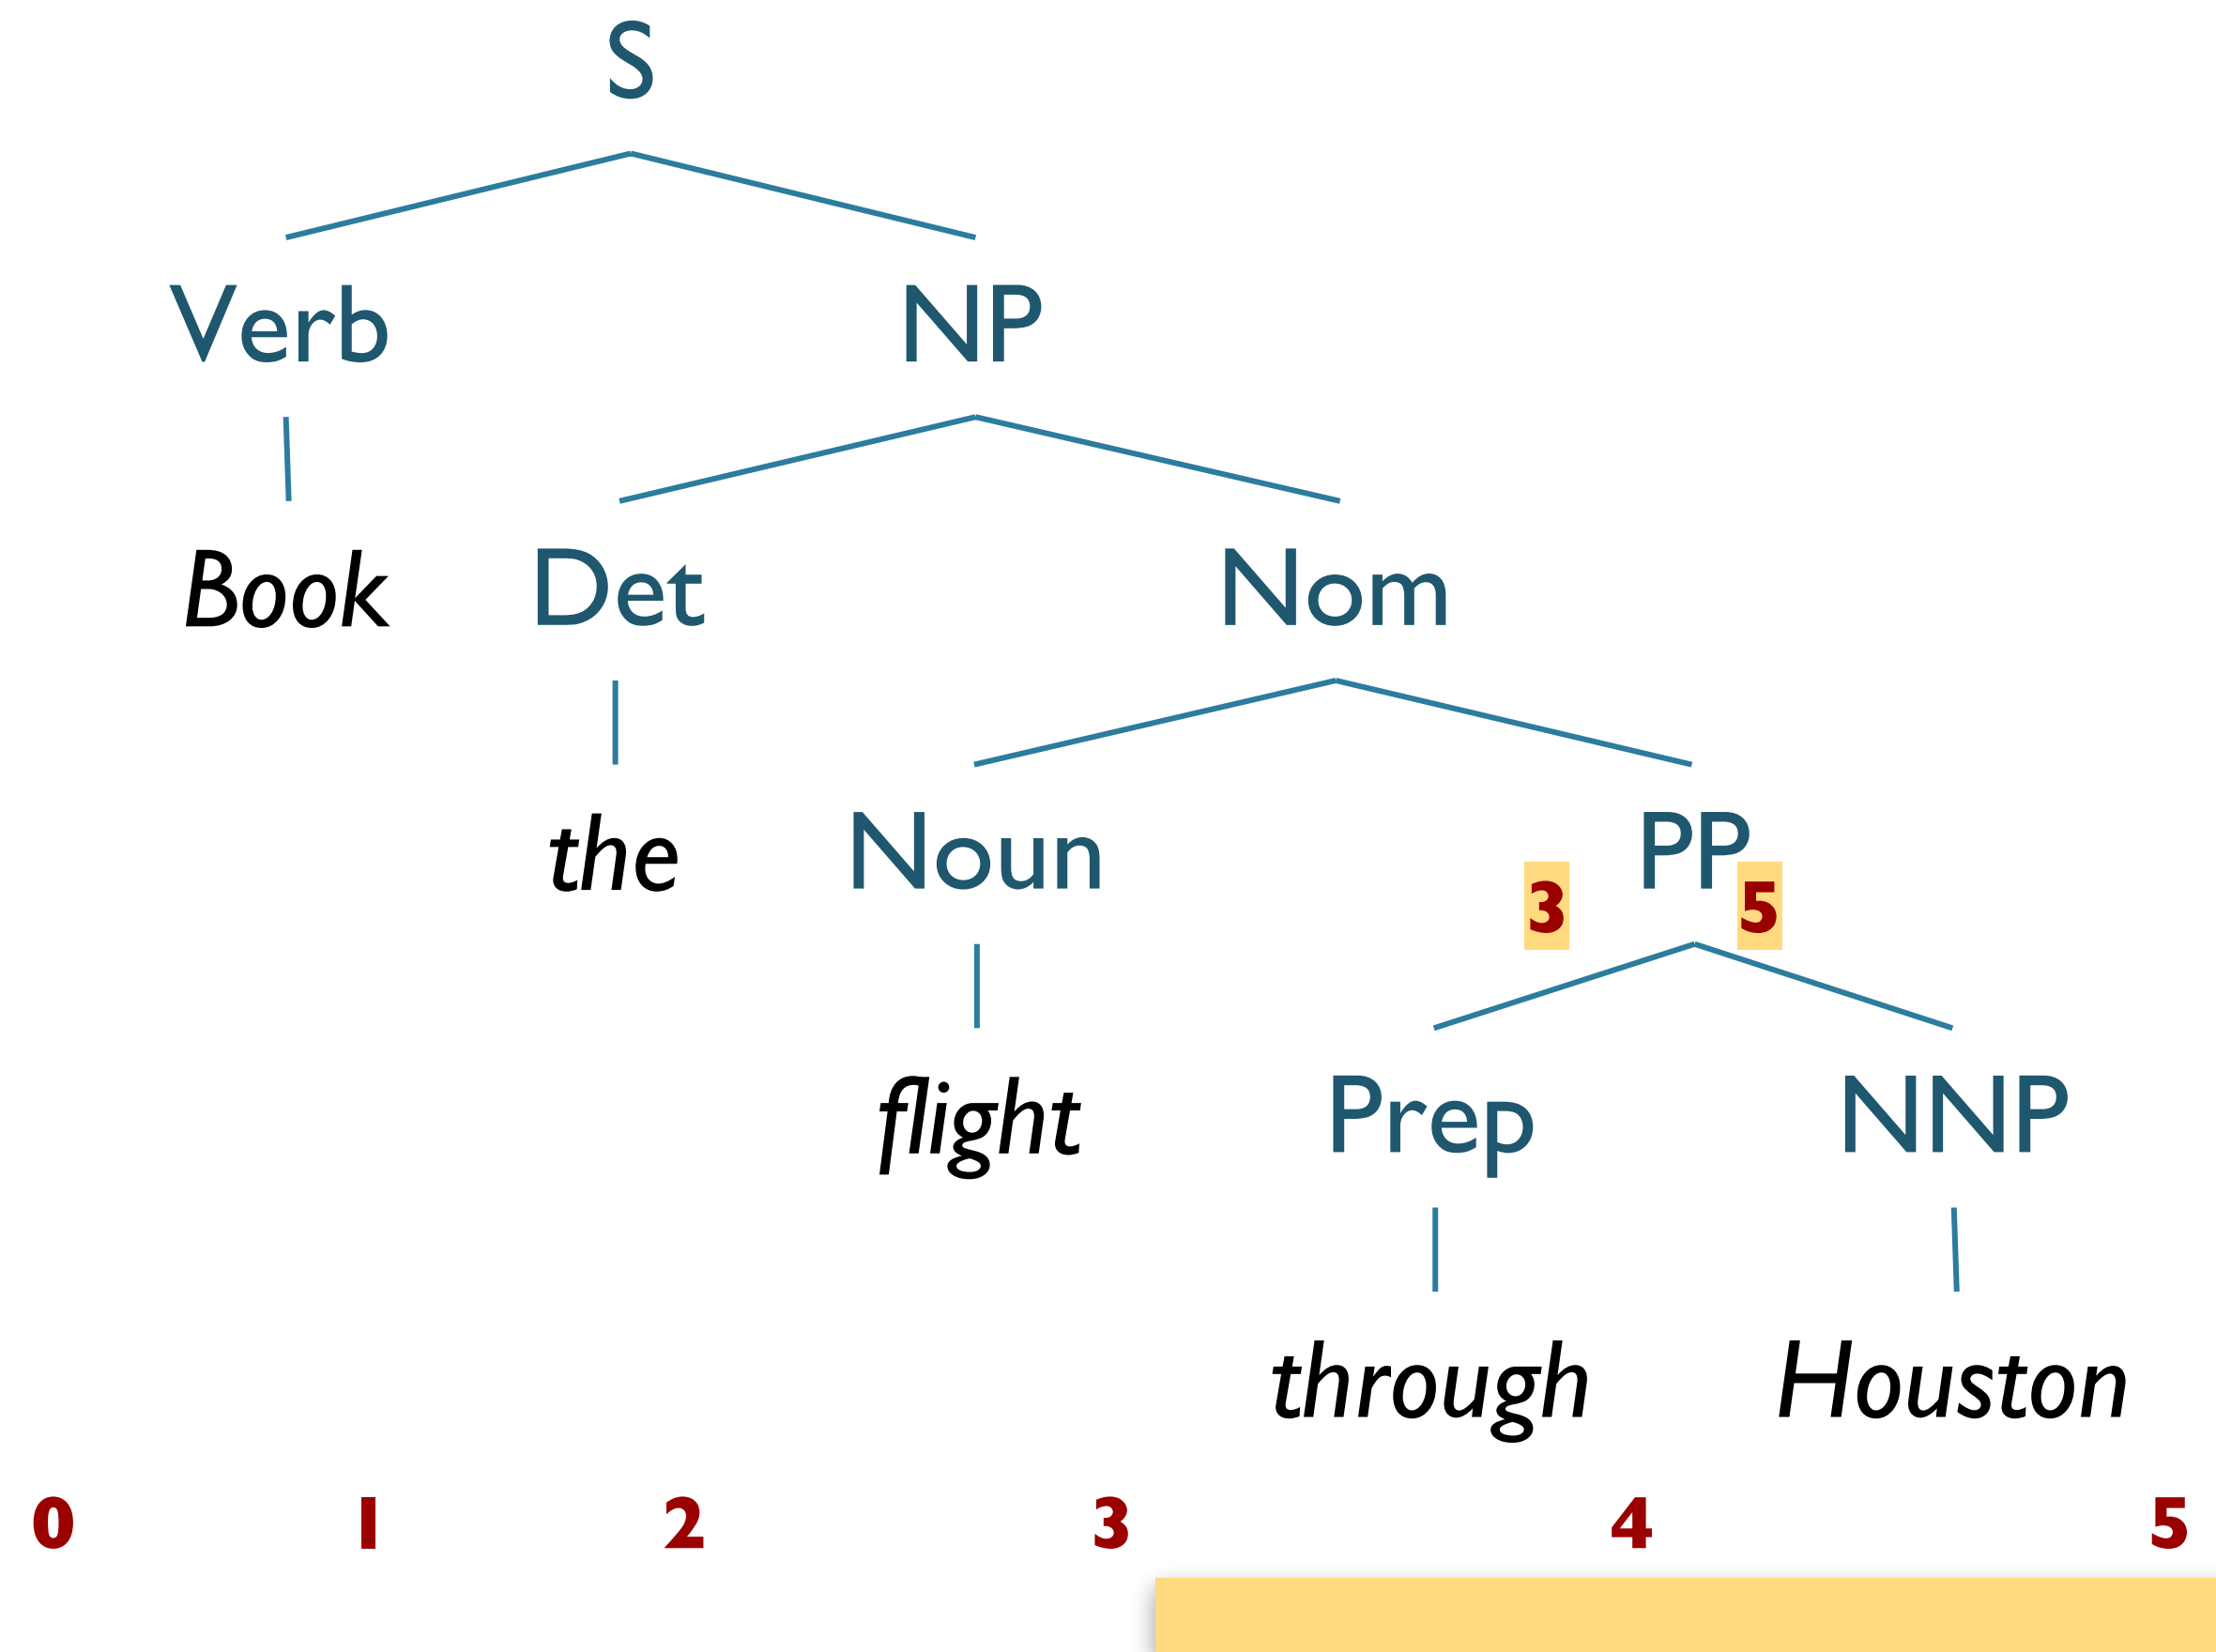 S
Verb NP
Book Det Nom
the Noun PP
3 5
flight Prep NNP
through Houston
0 1 2 3 4 5